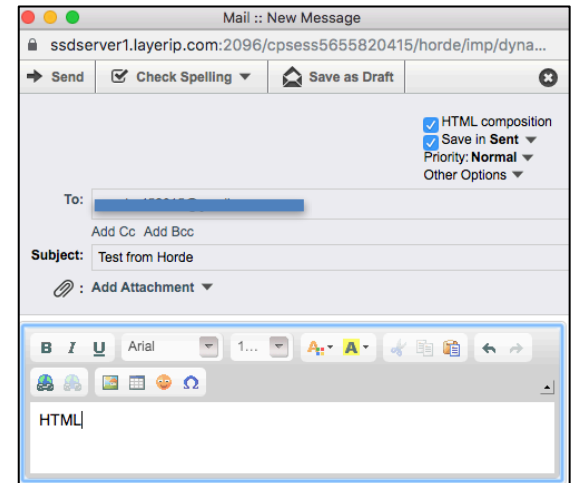 Mail :: New Message
ssdserver1.layerip.com:2096/cpsess5655820415/horde/imp/dyna...
Send Check Spelling Save as Draft
HTML composition
Save in Sent
Priority: Normal
Other Options
To:
Add Cc Add Bcc
Subject: Test from Horde
: Add Attachment
B I U Arial 1... A A
Ω
HTML